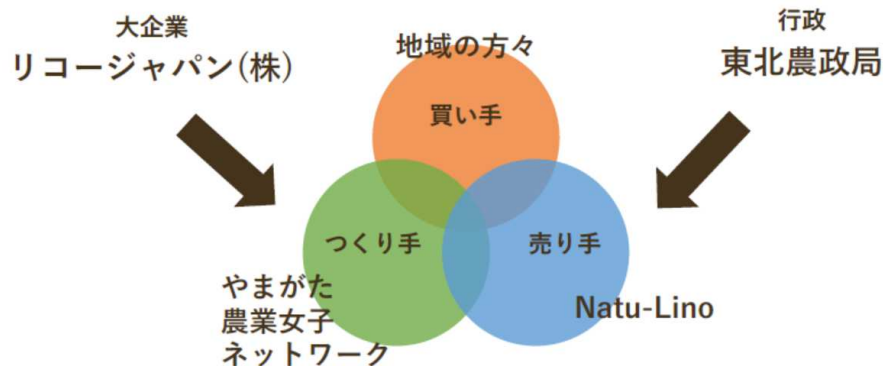 大企業
リコージャパン(株)
行政
東北農政局
地域の方々
買い手
つくり手
売り手
やまがた
農業女子
ネットワーク
Natu-Lino